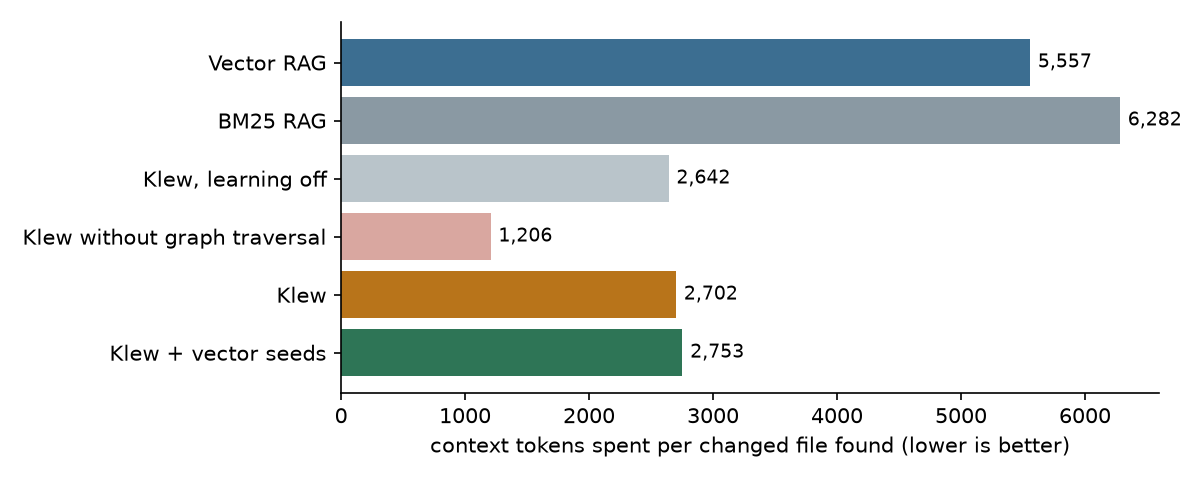 Vector RAG 5,557
BM25 RAG 6,282
Klew, learning off 2,642
Klew without graph traversal 1,206
Klew 2,702
Klew + vector seeds 2,753
0 1000 2000 3000 4000 5000 6000
context tokens spent per changed file found (lower is better)